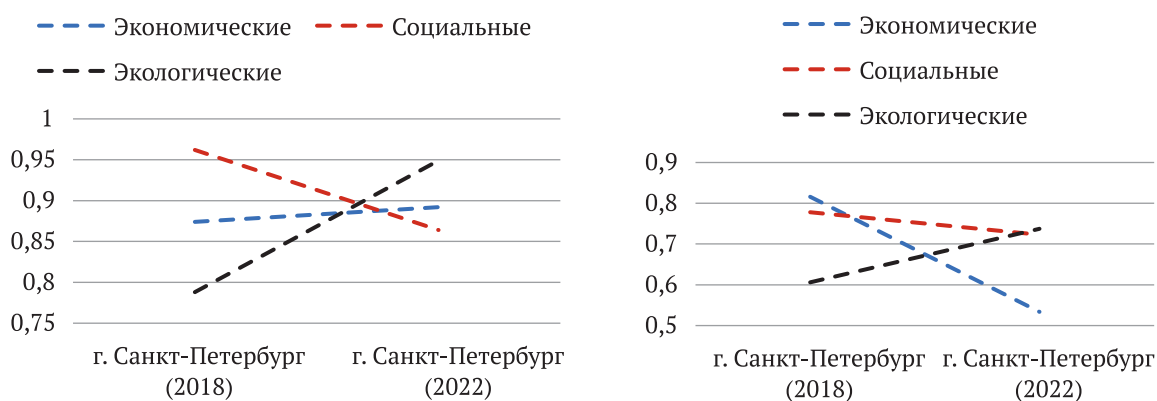 Экономические
Социальные
Экологические
1
0,95
0,9
0,85
0,8
0,75
г. Санкт-Петербург
(2018)
г. Санкт-Петербург
(2022)
Экономические
Социальные
Экологические
0,9
0,8
0,7
0,6
0,5
г. Санкт-Петербург
(2018)
г. Санкт-Петербург
(2022)